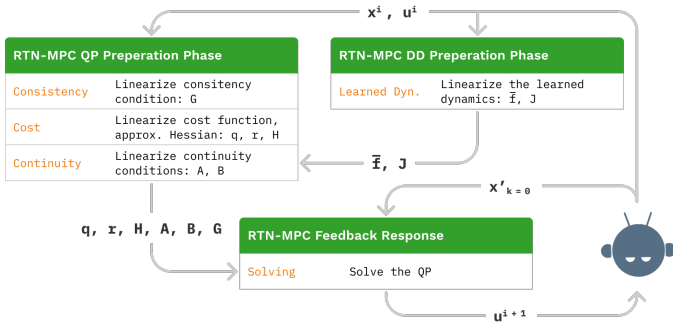 xⁱ, uⁱ
RTN-MPC QP Preperation Phase
Consistency
Linearize consitency
condition: G
Cost
Linearize cost function,
approx. Hessian: q, r, H
Continuity
Linearize continuity
conditions: A, B
RTN-MPC DD Preperation Phase
Learned Dyn.
Linearize the learned
dynamics: f̅, J
f̅, J
x’ₖ₌₀
q, r, H, A, B, G
RTN-MPC Feedback Response
Solving
Solve the QP
uⁱ⁺¹